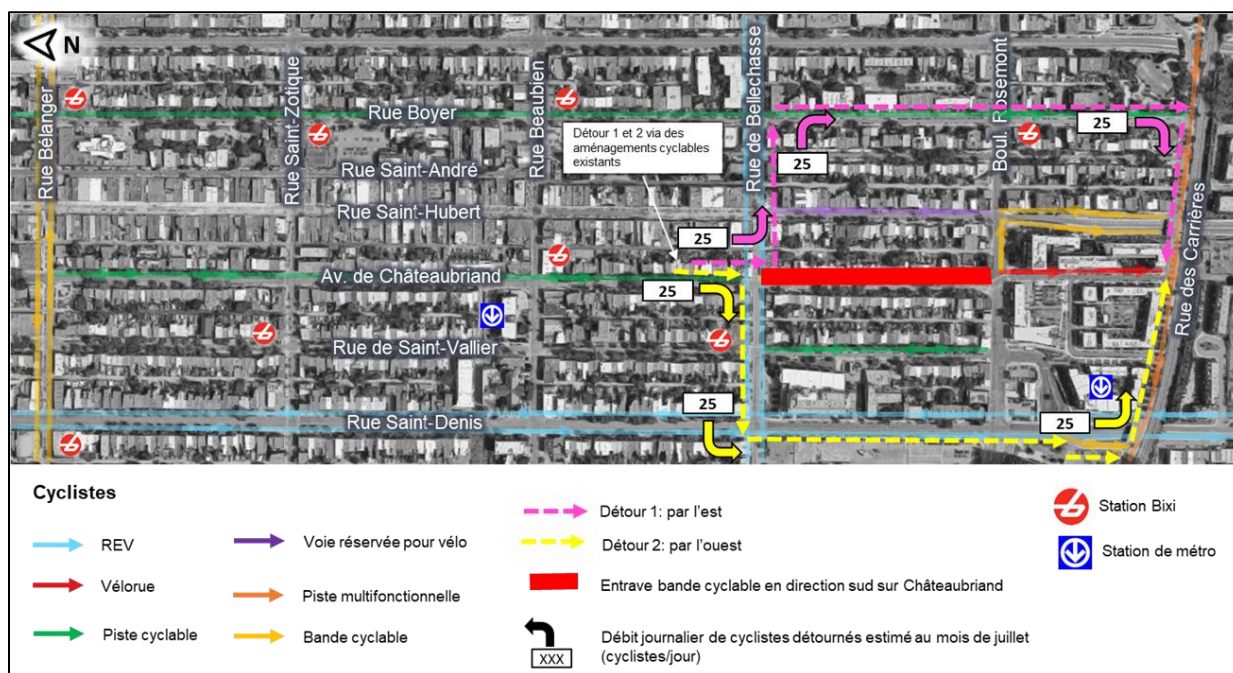 N
Rue Bélanger
Rue Saint-Zotique
Rue Beaubien
Rue de Bellechasse
Boul. Rosemont
Rue des Carrières
Rue Boyer
Rue Saint-André
Rue Saint-Hubert
Av. de Châteaubriand
Rue de Saint-Vallier
Rue Saint-Denis
Détour 1 et 2 via des
aménagements cyclables
existants
25
25
25
25
25
25
Cyclistes
REV
Vélorue
Piste cyclable
Voie réservée pour vélo
Piste multifonctionnelle
Bande cyclable
Détour 1: par l'est
Détour 2: par l'ouest
Entrave bande cyclable en direction sud sur Châteaubriand
XXX
Débit journalier de cyclistes détournés estimé au mois de juillet
(cyclistes/jour)
Station Bixi
Station de métro